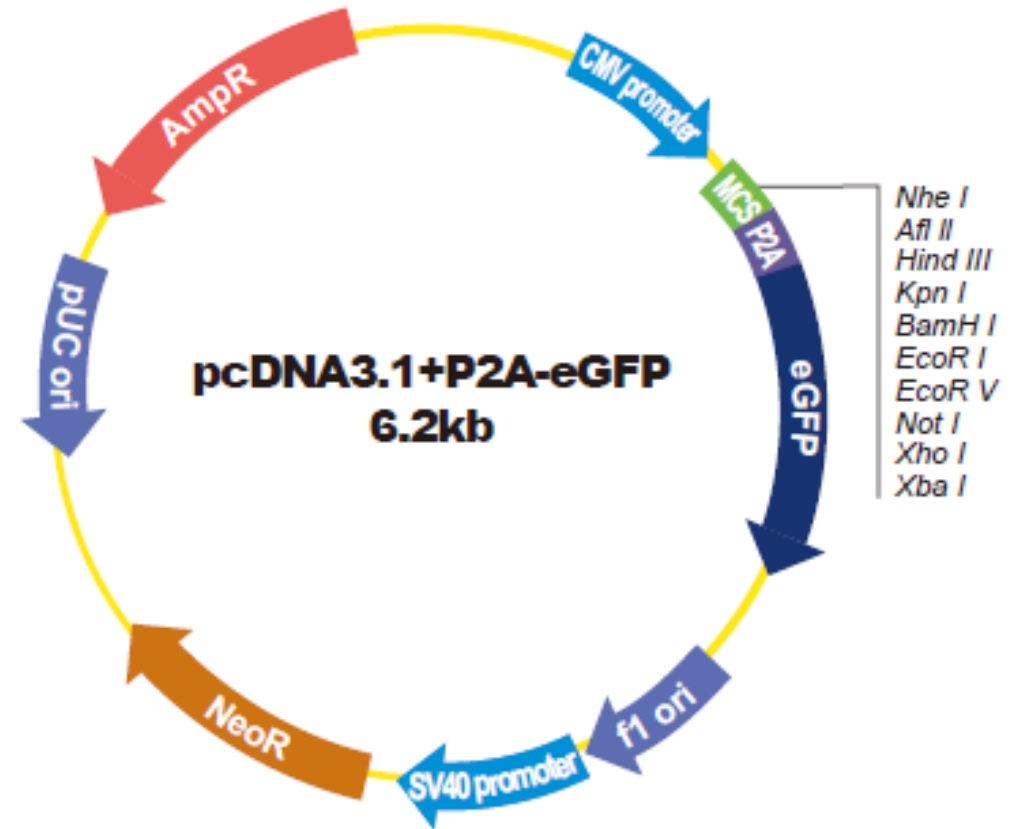 AmpR
CMV promoter
MCS
P2A
Nhe I
Afl II
Hind III
Kpn I
BamH I
EcoR I
EcoR V
Not I
Xho I
Xba I
pUC ori
pcDNA3.1+P2A-eGFP
6.2kb
eGFP
f1 ori
NeoR
SV40 promoter